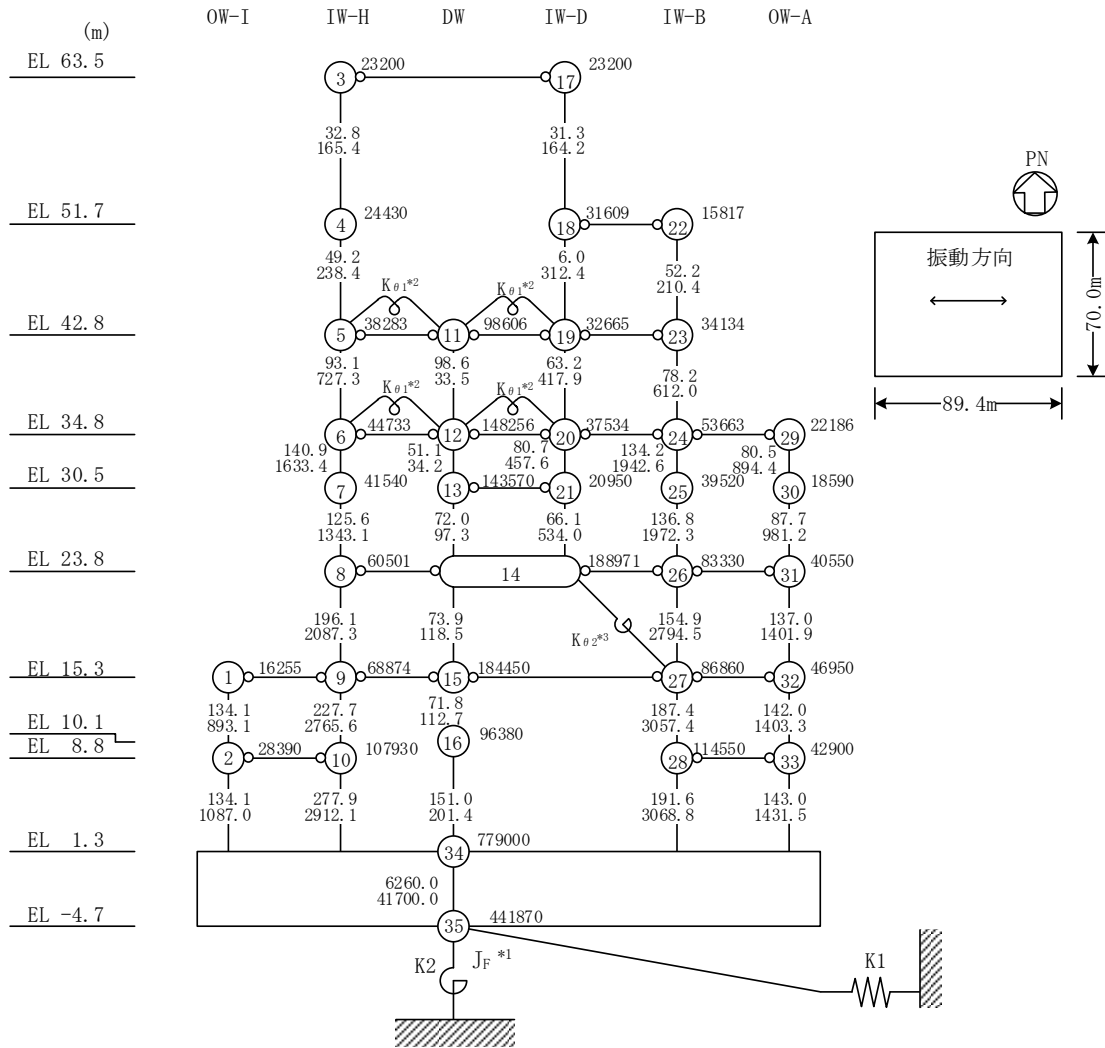 OW-I IW-H DW IW-D IW-B OW-A
(m)
EL 63.5
3 23200 17 23200
32.8 31.3
165.4 164.2
PN
EL 51.7
4 24430 18 31609 22 15817
49.2 6.0 52.2
238.4 312.4 210.4
Kθ1*2 Kθ1*2
振動方向
70.0m
89.4m
EL 42.8
5 38283 11 98606 19 32665 23 34134
93.1 98.6 63.2 78.2
727.3 33.5 417.9 612.0
Kθ1*2 Kθ1*2
EL 34.8
6 44733 12 148256 20 37534 24 53663 29 22186
140.9 51.1 80.7 134.2 80.5
1633.4 34.2 457.6 1942.6 894.4
EL 30.5
7 41540 13 143570 21 20950 25 39520 30 18590
125.6 72.0 66.1 136.8 87.7
1343.1 97.3 534.0 1972.3 981.2
EL 23.8
8 60501 14 188971 26 83330 31 40550
196.1 73.9 154.9 137.0
2087.3 118.5 2794.5 1401.9
Kθ2*3
EL 15.3
1 16255 9 68874 15 184450 27 86860 32 46950
134.1 227.7 71.8 187.4 142.0
893.1 2765.6 112.7 3057.4 1403.3
EL 10.1
16 96380
EL 8.8
2 28390 10 107930 28 114550 33 42900
134.1 277.9 151.0 191.6 143.0
1087.0 2912.1 201.4 3068.8 1431.5
EL 1.3
34 779000
6260.0
41700.0
EL -4.7
35 441870
K2 JF *1 K1